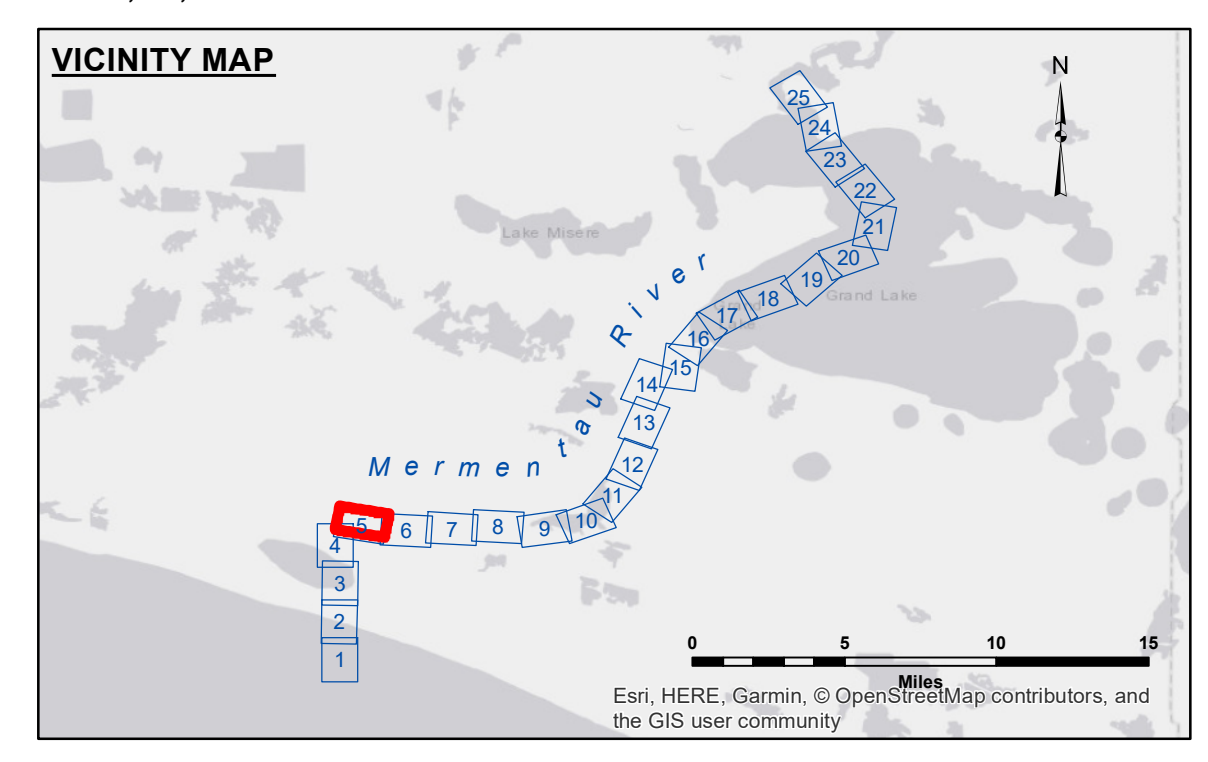 VICINITY MAP
N
25
24
23
22
21
20
19
18
17
16
15
14
13
12
11
10
9
8
7
6
5
4
3
2
1
Lake Misere
Grand Lake
Grand
Lake
Mermentau River
0 5 10 15
Miles
Esri, HERE, Garmin, © OpenStreetMap contributors, and
the GIS user community